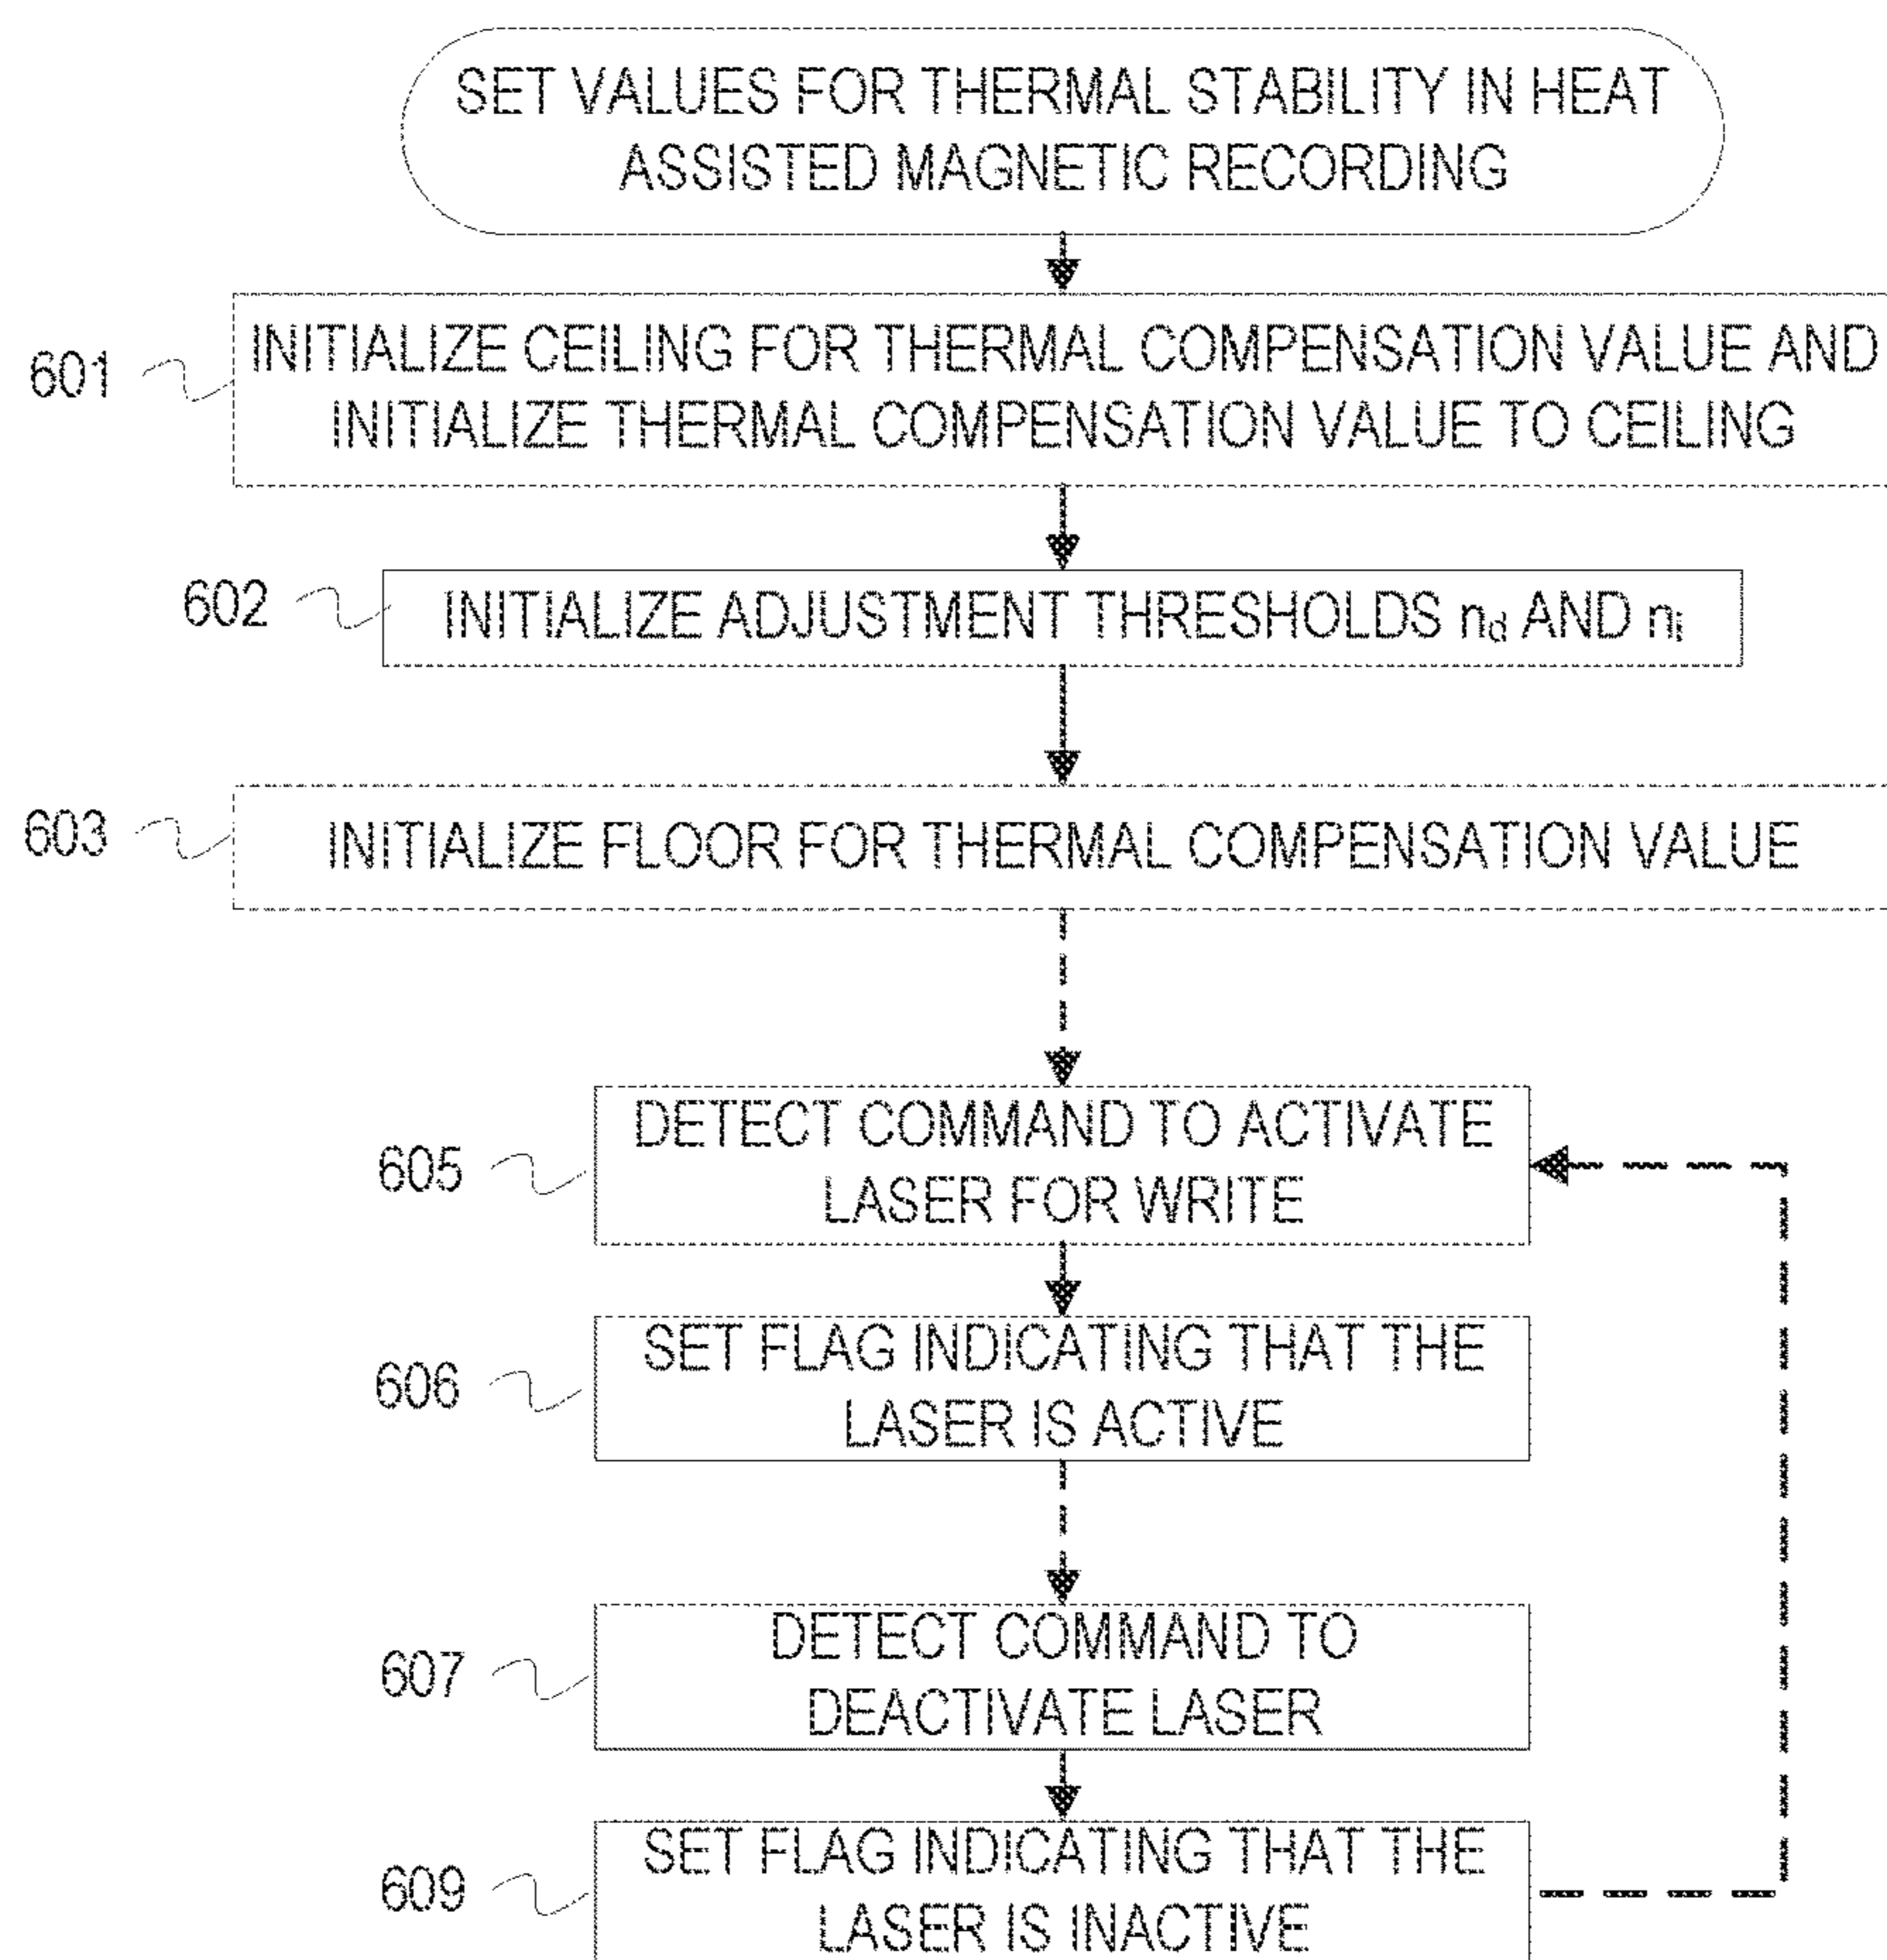 SET VALUES FOR THERMAL STABILITY IN HEAT
ASSISTED MAGNETIC RECORDING
601
INITIALIZE CEILING FOR THERMAL COMPENSATION VALUE AND
INITIALIZE THERMAL COMPENSATION VALUE TO CEILING
602
INITIALIZE ADJUSTMENT THRESHOLDS nd AND ni
603
INITIALIZE FLOOR FOR THERMAL COMPENSATION VALUE
605
DETECT COMMAND TO ACTIVATE
LASER FOR WRITE
606
SET FLAG INDICATING THAT THE
LASER IS ACTIVE
607
DETECT COMMAND TO
DEACTIVATE LASER
609
SET FLAG INDICATING THAT THE
LASER IS INACTIVE